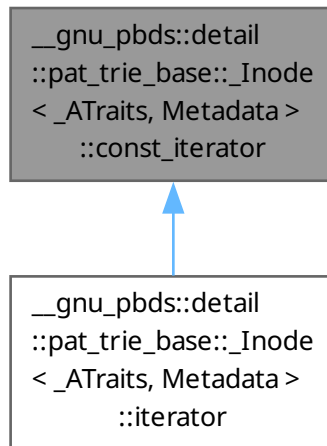 __gnu_pbds::detail
::pat_trie_base::_Inode
< _ATraits, Metadata >
::const_iterator
__gnu_pbds::detail
::pat_trie_base::_Inode
< _ATraits, Metadata >
::iterator